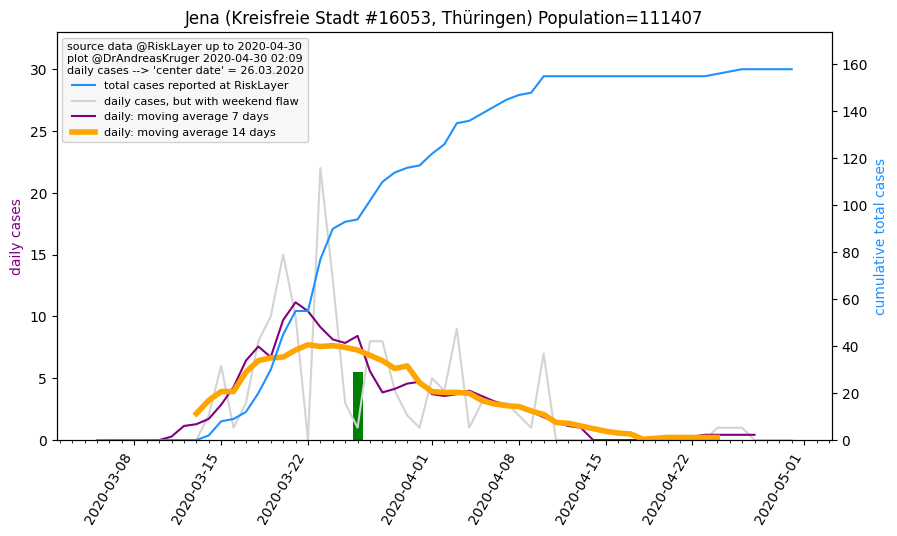 Jena (Kreisfreie Stadt #16053, Thüringen) Population=111407
source data @RiskLayer up to 2020-04-30
plot @DrAndreasKruger 2020-04-30 02:09
daily cases --> 'center date' = 26.03.2020
total cases reported at RiskLayer
daily cases, but with weekend flaw
daily: moving average 7 days
daily: moving average 14 days
daily cases
30
25
20
15
10
5
0
cumulative total cases
160
140
120
100
80
60
40
20
0
2020-03-08
2020-03-15
2020-03-22
2020-04-01
2020-04-08
2020-04-15
2020-04-22
2020-05-01